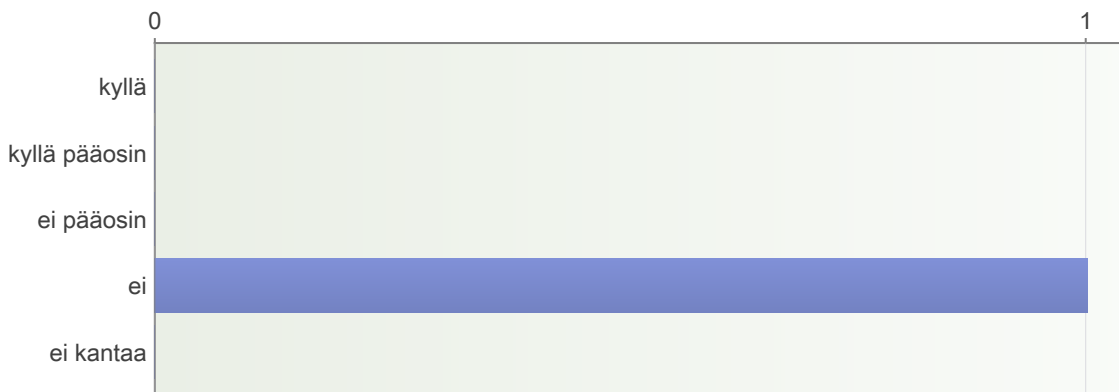 0 1
kyllä
kyllä pääosin
ei pääosin
ei
ei kantaa